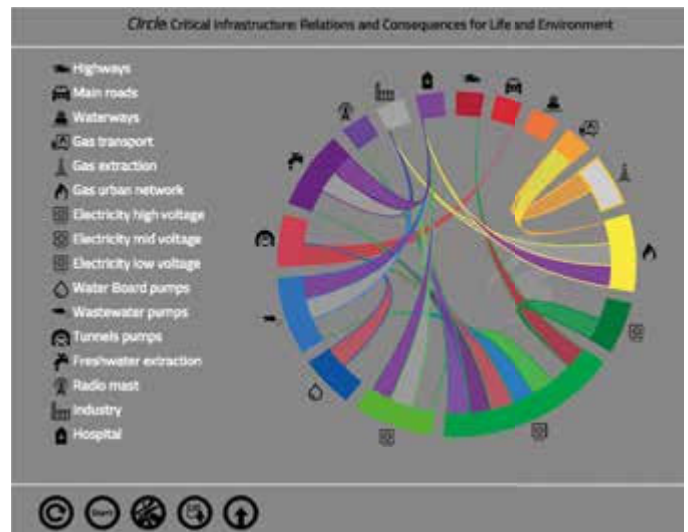 Circle: Critical Infrastructure: Relations and Consequences for Life and Environment
Highways
Main roads
Waterways
Gas transport
Gas extraction
Gas urban network
Electricity high voltage
Electricity mid voltage
Electricity low voltage
Water Board pumps
Wastewater pumps
Tunnels pumps
Freshwater extraction
Radio mast
Industry
Hospital
Start